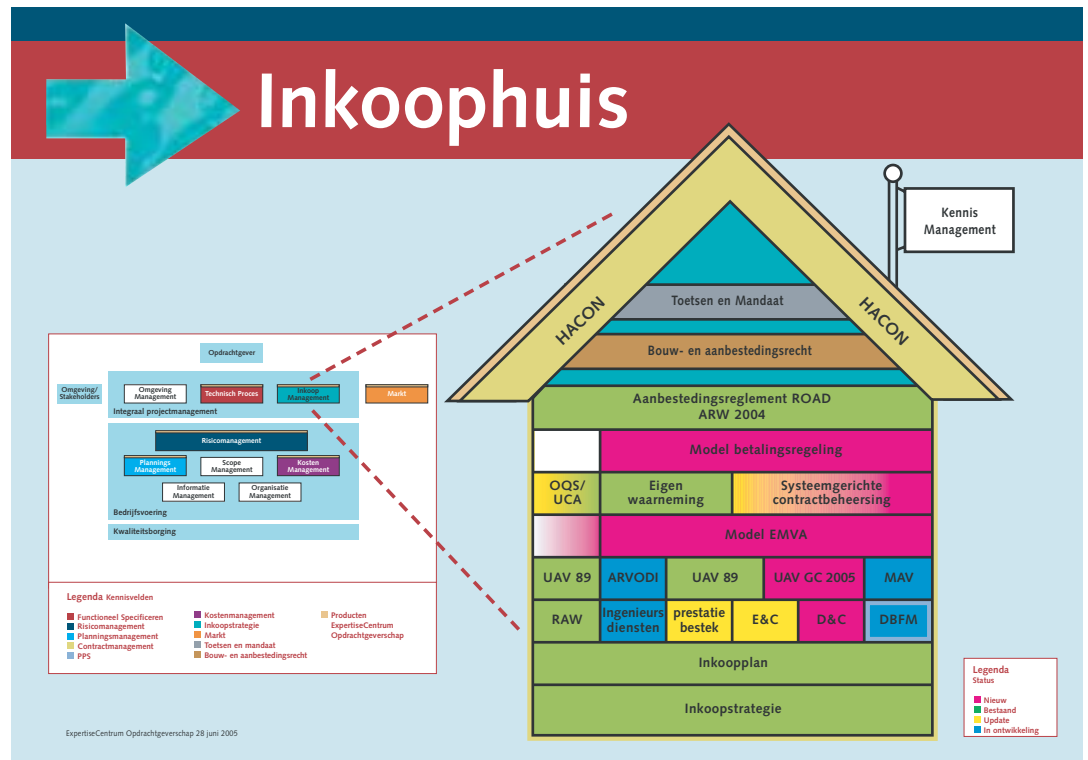 Inkoophuis
Kennis
Management
HACON
HACON
Toetsen en Mandaat
Bouw- en aanbestedingsrecht
Aanbestedingsreglement ROAD
ARW 2004
Model betalingsregeling
OQS/
UCA
Eigen
waarneming
Systeemgerichte
contractbeheersing
Model EMVA
UAV 89
ARVODI
UAV 89
UAV GC 2005
MAV
RAW
Ingenieurs
diensten
prestatie
bestek
E&C
D&C
DBFM
Inkoopplan
Inkoopstrategie
Opdrachtgever
Omgeving/
Stakeholders
Omgeving
Management
Technisch Proces
Inkoop
Management
Markt
Integraal projectmanagement
Risicomanagement
Plannings
Management
Scope
Management
Kosten
Management
Informatie
Management
Organisatie
Management
Bedrijfsvoering
Kwaliteitsborging
Legenda Kennisvelden
Functioneel Specificeren
Risicomanagement
Planningsmanagement
Contractmanagement
PPS
Kostenmanagement
Inkoopstrategie
Markt
Toetsen en mandaat
Bouw- en aanbestedingsrecht
Producten
ExpertiseCentrum
Opdrachtgeverschap
Legenda
Status
Nieuw
Bestaand
Update
In ontwikkeling
ExpertiseCentrum Opdrachtgeverschap 28 juni 2005